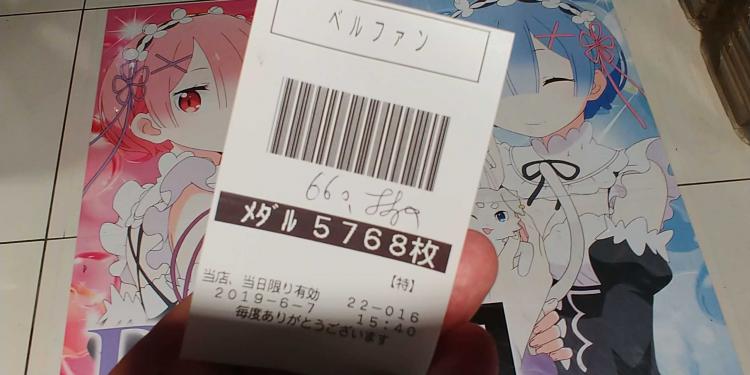 ベルファン
メダル5768枚
【特】
当店、当日限り有効
22-016
2019-6-7
15:40
毎度ありがとうございます